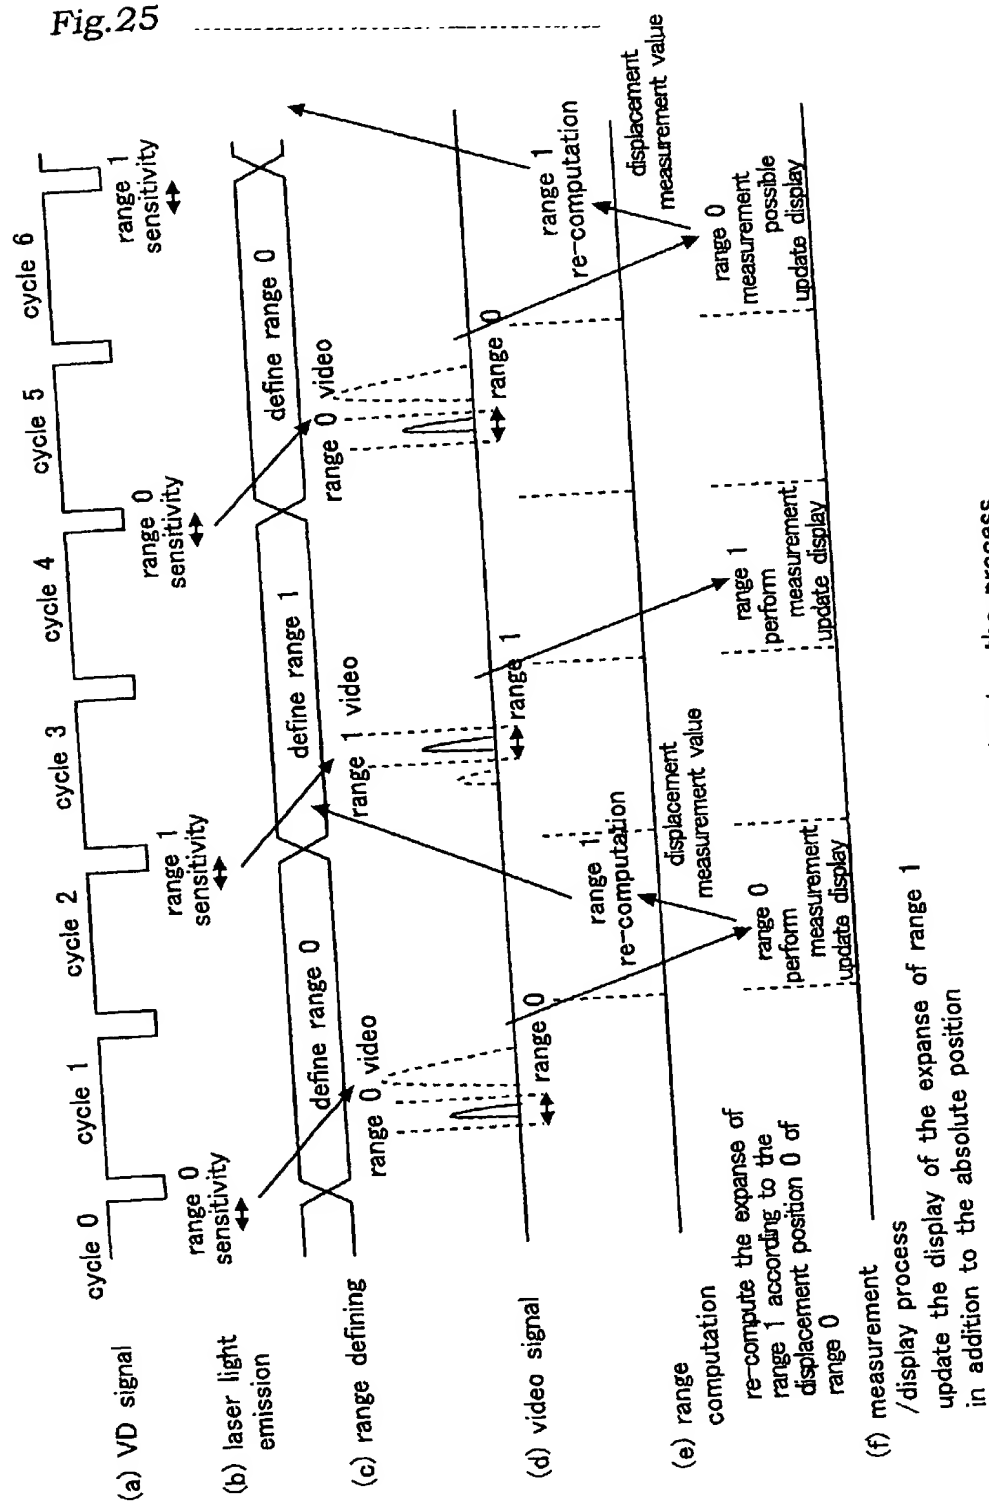 Fig.25
cycle 0
cycle 1
cycle 2
cycle 3
cycle 4
cycle 5
cycle 6
(a) VD signal
range 0
sensitivity
range 1
sensitivity
range 0
sensitivity
range 1
sensitivity
(b) laser light
emission
define range 0
define range 1
define range 0
(c) range defining
range 0 video
range 1 video
range 0 video
(d) video signal
range 0
range 1
range 0
range 1
re-computation
range 1
re-computation
(e) range
computation
displacement
measurement value
displacement
measurement value
re-compute the expanse of
range 1 according to the
displacement position 0 of
range 0
range 0
perform
measurement
update display
range 1
perform
measurement
update display
range 0
measurement
possible
update display
(f) measurement
/display process
update the display of the expanse of range 1
in addition to the absolute position
the process